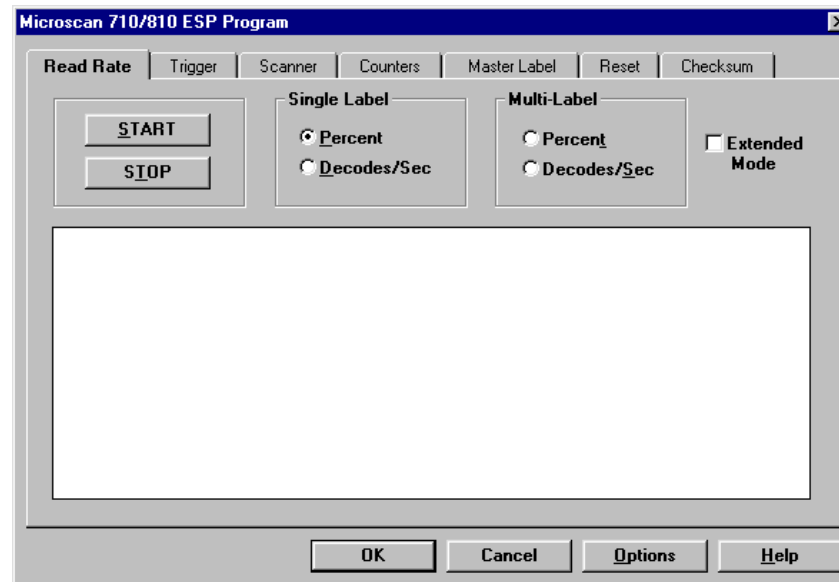 Microscan 710/810 ESP Program
Read Rate Trigger Scanner Counters Master Label Reset Checksum
START
STOP
Single Label
Percent
Decodes/Sec
Multi-Label
Percent
Decodes/Sec
Extended
Mode
OK Cancel Options Help